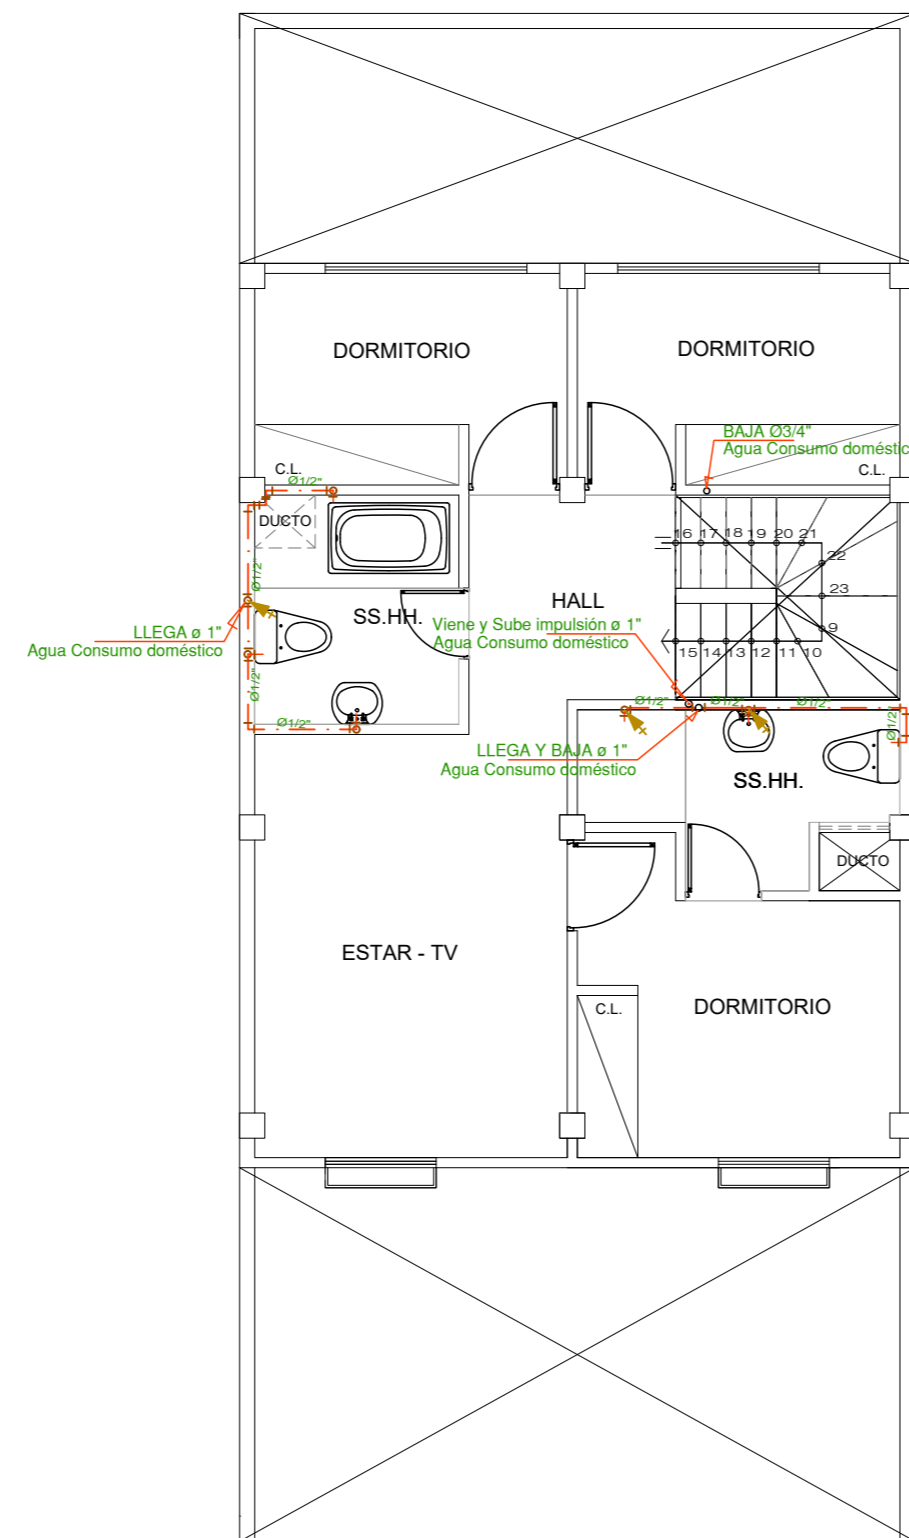 DORMITORIO
DORMITORIO
BAJA Ø3/4"
Agua Consumo doméstic
C.L.
C.L.
Ø1/2"
DUCTO
16 17 18 19 20 21
22
23
9
15 14 13 12 11 10
Ø1/2"
HALL
SS.HH.
Viene y Sube impulsión ø 1"
Agua Consumo doméstico
LLEGA ø 1"
Agua Consumo doméstico
Ø1/2"
Ø1/2"
Ø1/2"
Ø1/2"
Ø1/2"
Ø1/2"
LLEGA Y BAJA ø 1"
Agua Consumo doméstico
SS.HH.
DUCTO
ESTAR - TV
DORMITORIO
C.L.